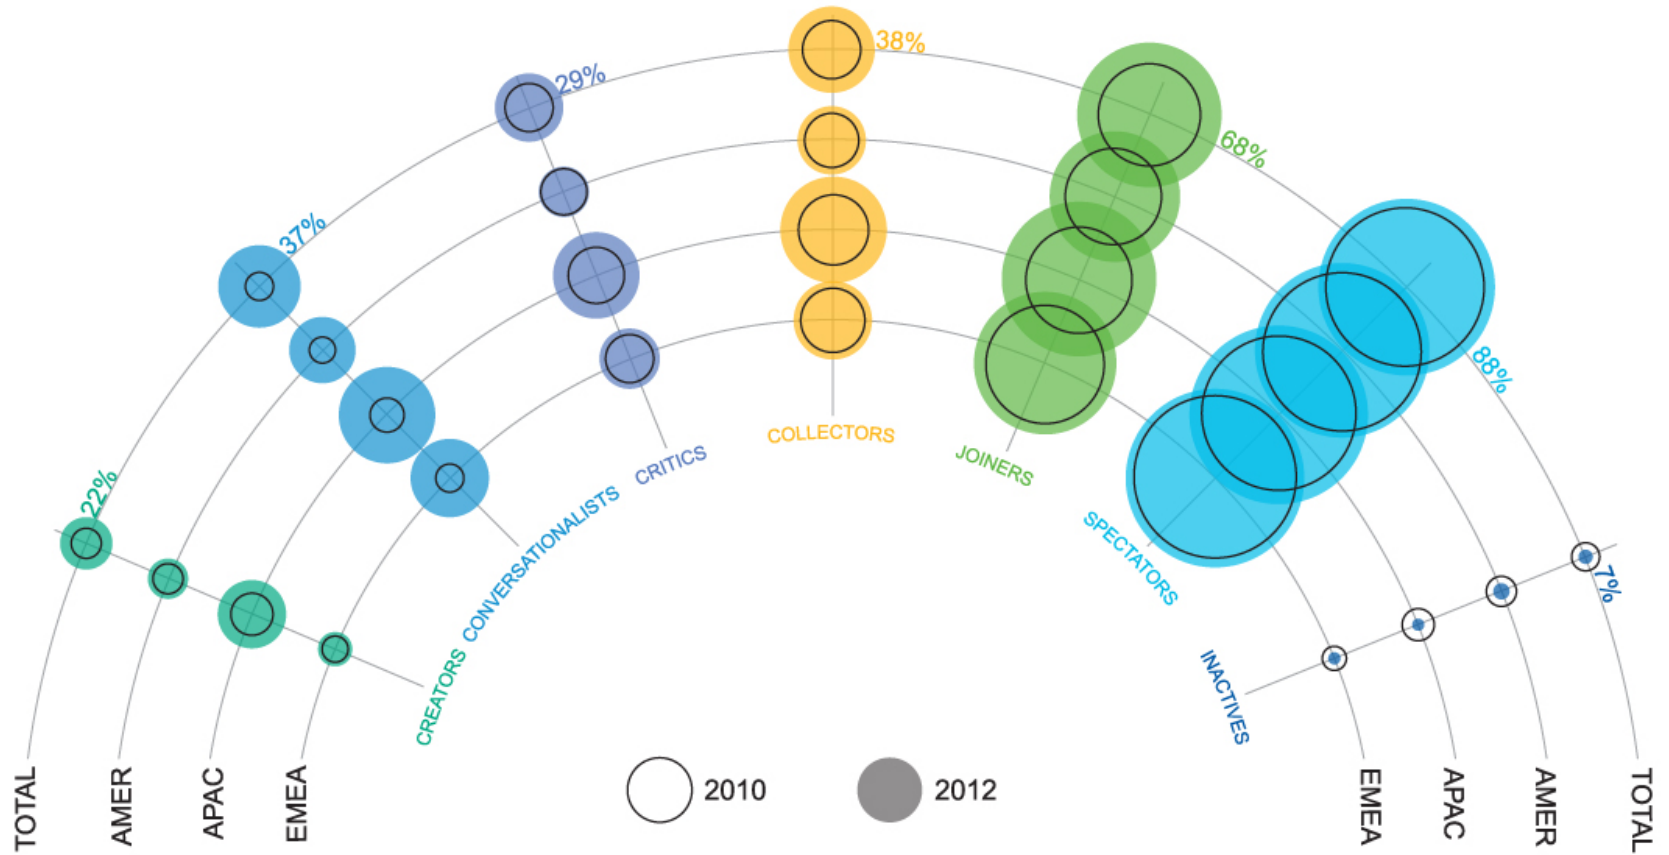 38%
29%
68%
37%
88%
22%
7%
COLLECTORS
CRITICS
JOINERS
CONVERSATIONALISTS
SPECTATORS
CREATORS
INACTIVES
TOTAL
AMER
APAC
EMEA
2010
2012
EMEA
APAC
AMER
TOTAL